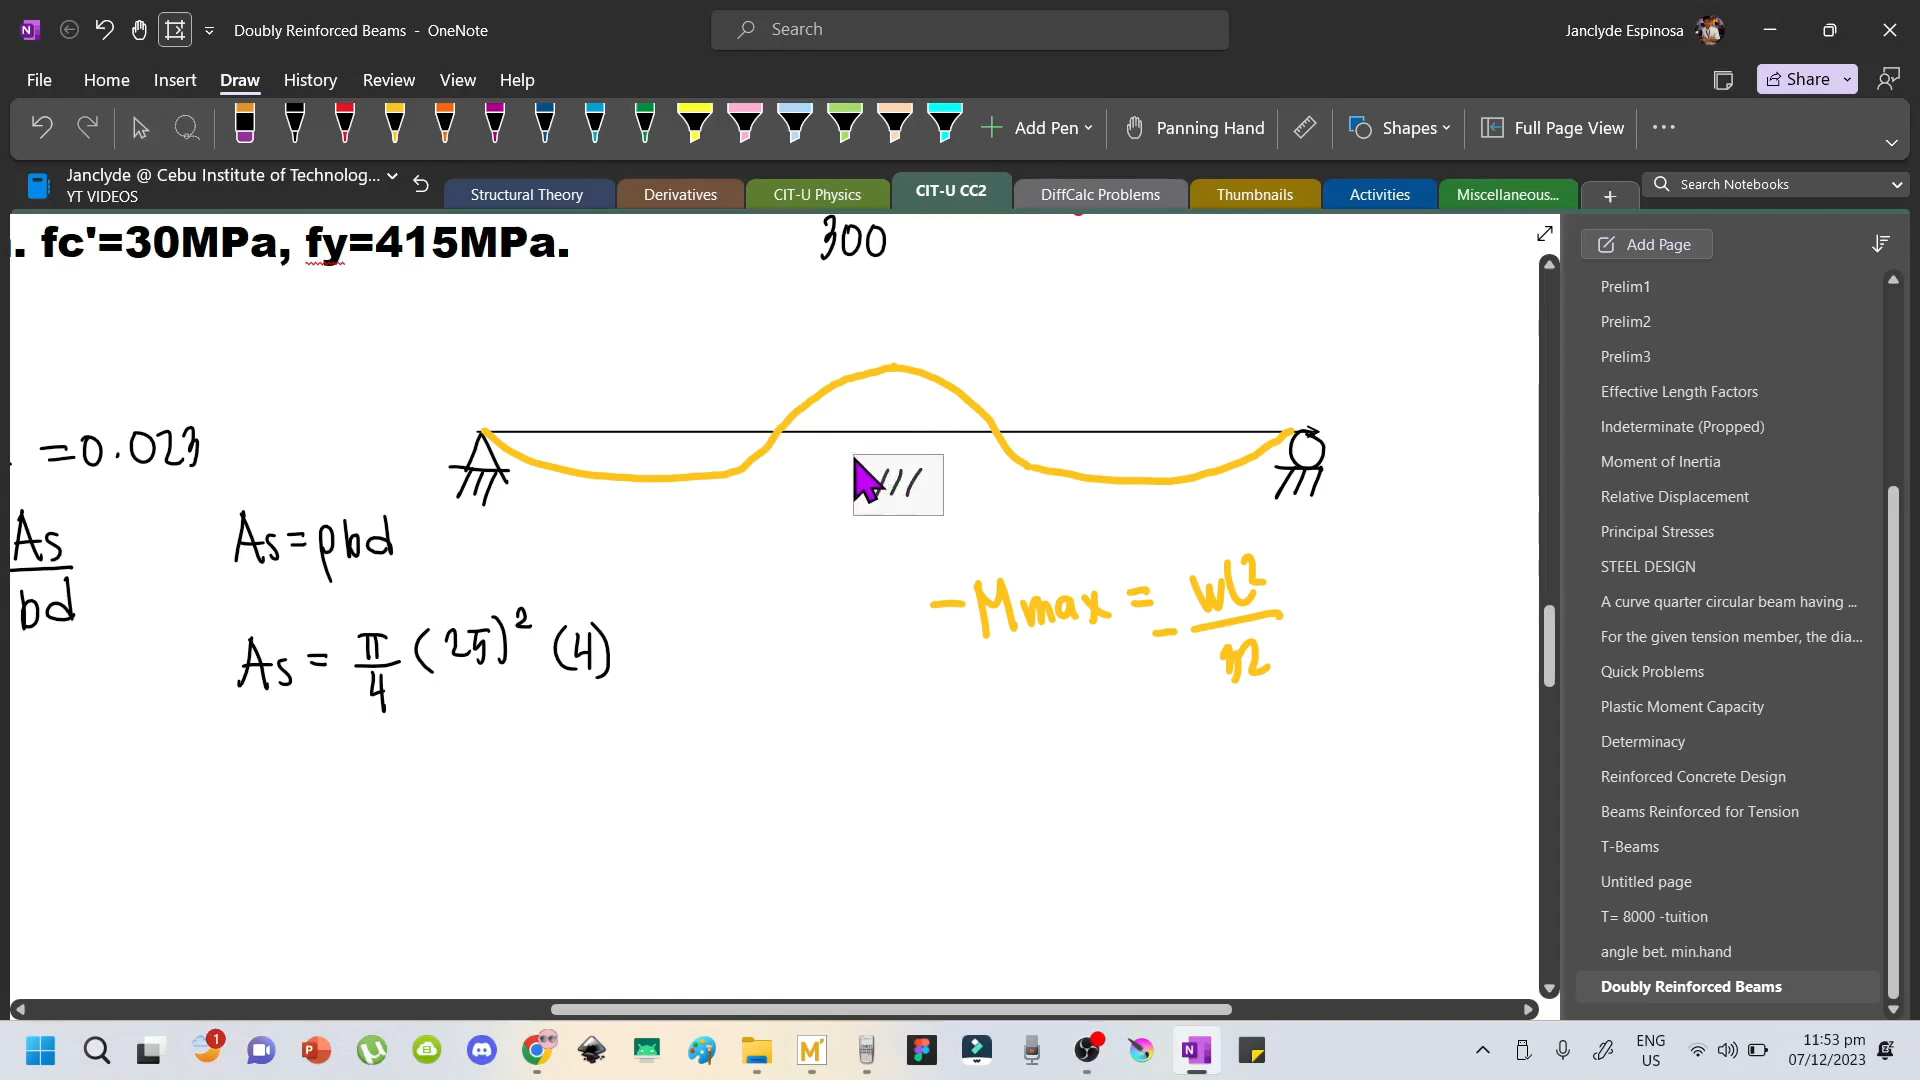 Doubly Reinforced Beams - OneNote
Search
Janclyde Espinosa
File Home Insert Draw History Review View Help
Share
Add Pen
Panning Hand
Shapes
Full Page View
Janclyde @ Cebu Institute of Technolog...
YT VIDEOS
Structural Theory
Derivatives
CIT-U Physics
CIT-U CC2
DiffCalc Problems
Thumbnails
Activities
Miscellaneous...
Search Notebooks
. fc'=30MPa, fy=415MPa.
300
=0.023
As
bd
As=ρbd
As = π/4 (25)² (4)
-Mmax = - wL²/32
Add Page
Prelim1
Prelim2
Prelim3
Effective Length Factors
Indeterminate (Propped)
Moment of Inertia
Relative Displacement
Principal Stresses
STEEL DESIGN
A curve quarter circular beam having ...
For the given tension member, the dia...
Quick Problems
Plastic Moment Capacity
Determinacy
Reinforced Concrete Design
Beams Reinforced for Tension
T-Beams
Untitled page
T= 8000 -tuition
angle bet. min.hand
Doubly Reinforced Beams
1
ENG
US
11:53 pm
07/12/2023